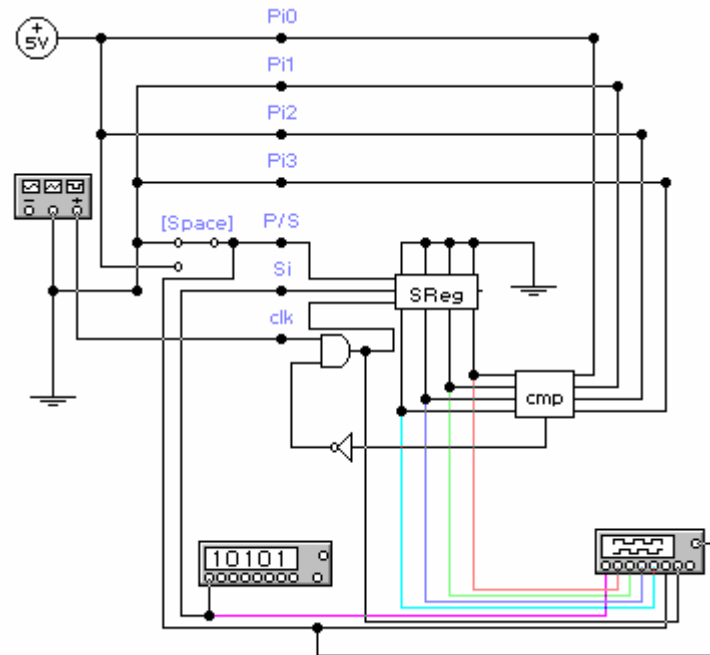 Pi0
+
5V
Pi1
Pi2
Pi3
[Space]
P/S
Si
SReg
clk
cmp
10101